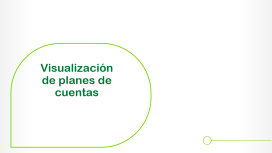 Visualización
de planes de
cuentas